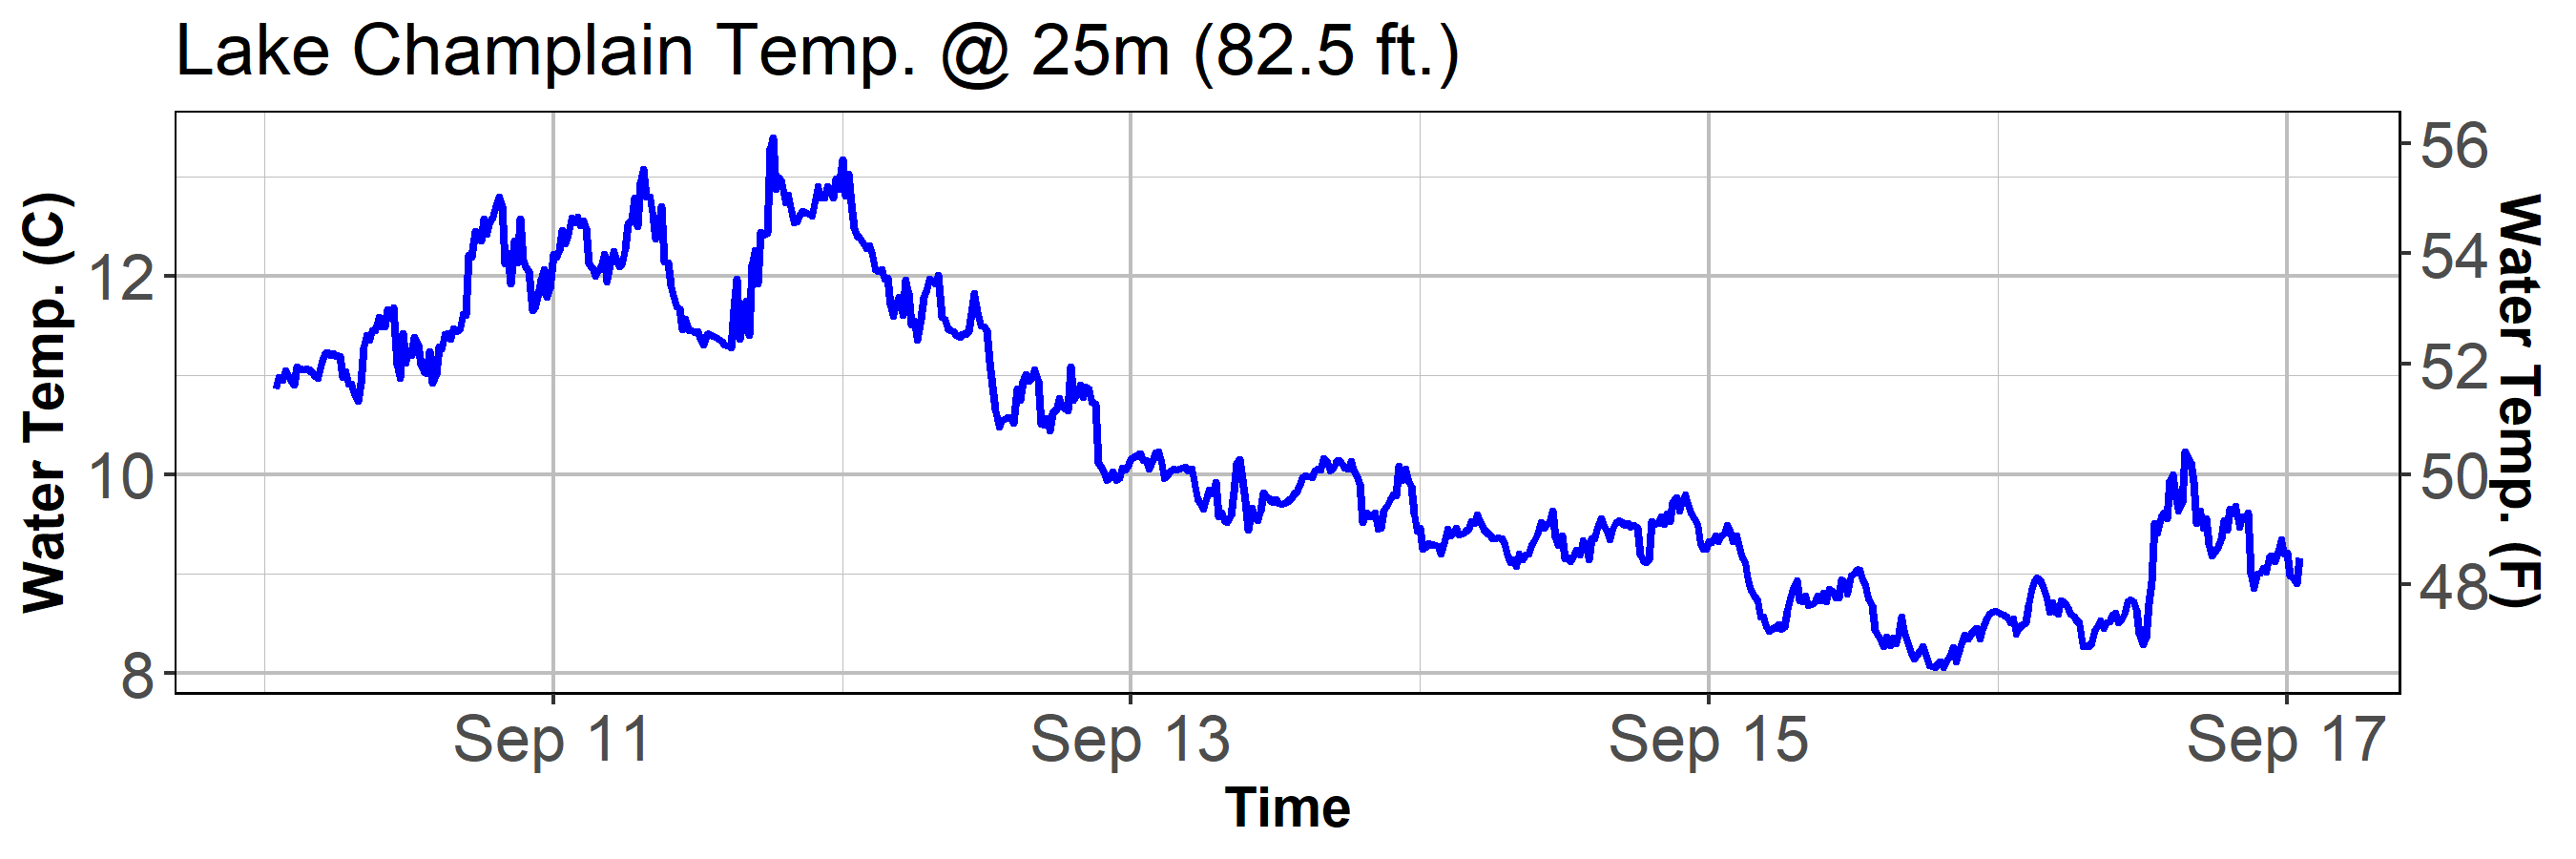 Lake Champlain Temp. @ 25m (82.5 ft.)
Water Temp. (C)
12
10
8
56
54
52
50
48
Water Temp. (F)
Sep 11
Sep 13
Sep 15
Sep 17
Time